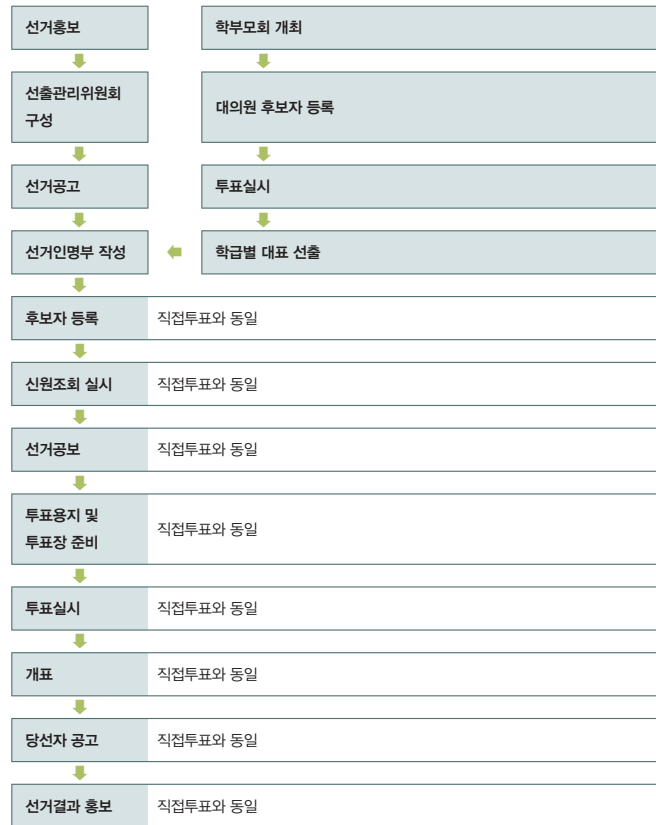 선거홍보
학부모회 개최
선출관리위원회
구성
대의원 후보자 등록
선거공고
투표실시
선거인명부 작성
학급별 대표 선출
후보자 등록 직접투표와 동일
신원조회 실시 직접투표와 동일
선거공보 직접투표와 동일
투표용지 및
투표장 준비
직접투표와 동일
투표실시 직접투표와 동일
개표 직접투표와 동일
당선자 공고 직접투표와 동일
선거결과 홍보 직접투표와 동일